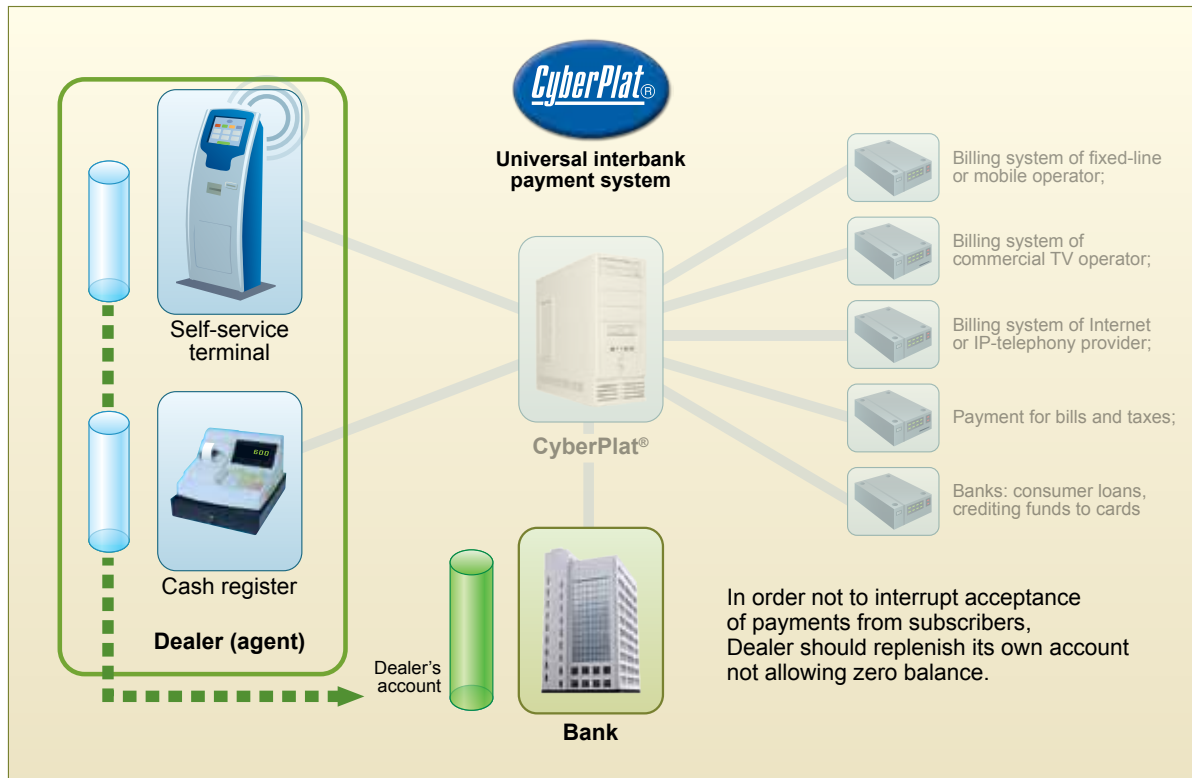 CyberPlat®
Universal interbank
payment system
Self-service
terminal
600
Cash register
Dealer (agent)
CyberPlat®
Billing system of fixed-line
or mobile operator;
Billing system of
commercial TV operator;
Billing system of Internet
or IP-telephony provider;
Payment for bills and taxes;
Banks: consumer loans,
crediting funds to cards
Dealer's
account
Bank
In order not to interrupt acceptance
of payments from subscribers,
Dealer should replenish its own account
not allowing zero balance.